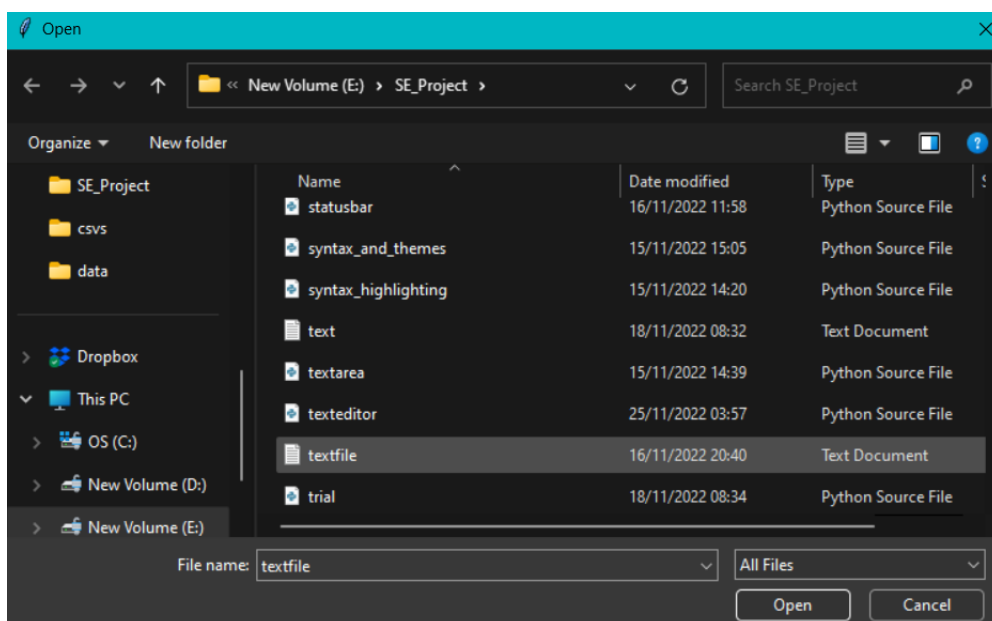 Open
« New Volume (E:) › SE_Project ›
Search SE_Project
Organize
New folder
SE_Project
csvs
data
Dropbox
This PC
OS (C:)
New Volume (D:)
New Volume (E:)
Name Date modified Type
statusbar 16/11/2022 11:58 Python Source File
syntax_and_themes 15/11/2022 15:05 Python Source File
syntax_highlighting 15/11/2022 14:20 Python Source File
text 18/11/2022 08:32 Text Document
textarea 15/11/2022 14:39 Python Source File
texteditor 25/11/2022 03:57 Python Source File
textfile 16/11/2022 20:40 Text Document
trial 18/11/2022 08:34 Python Source File
File name: textfile
All Files
Open
Cancel